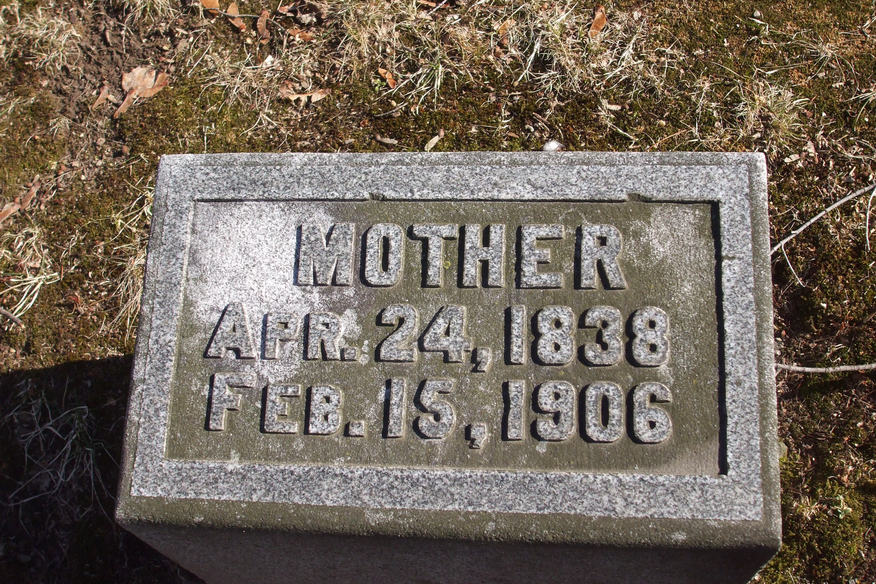 MOTHER
APR. 24, 1838
FEB. 15, 1906